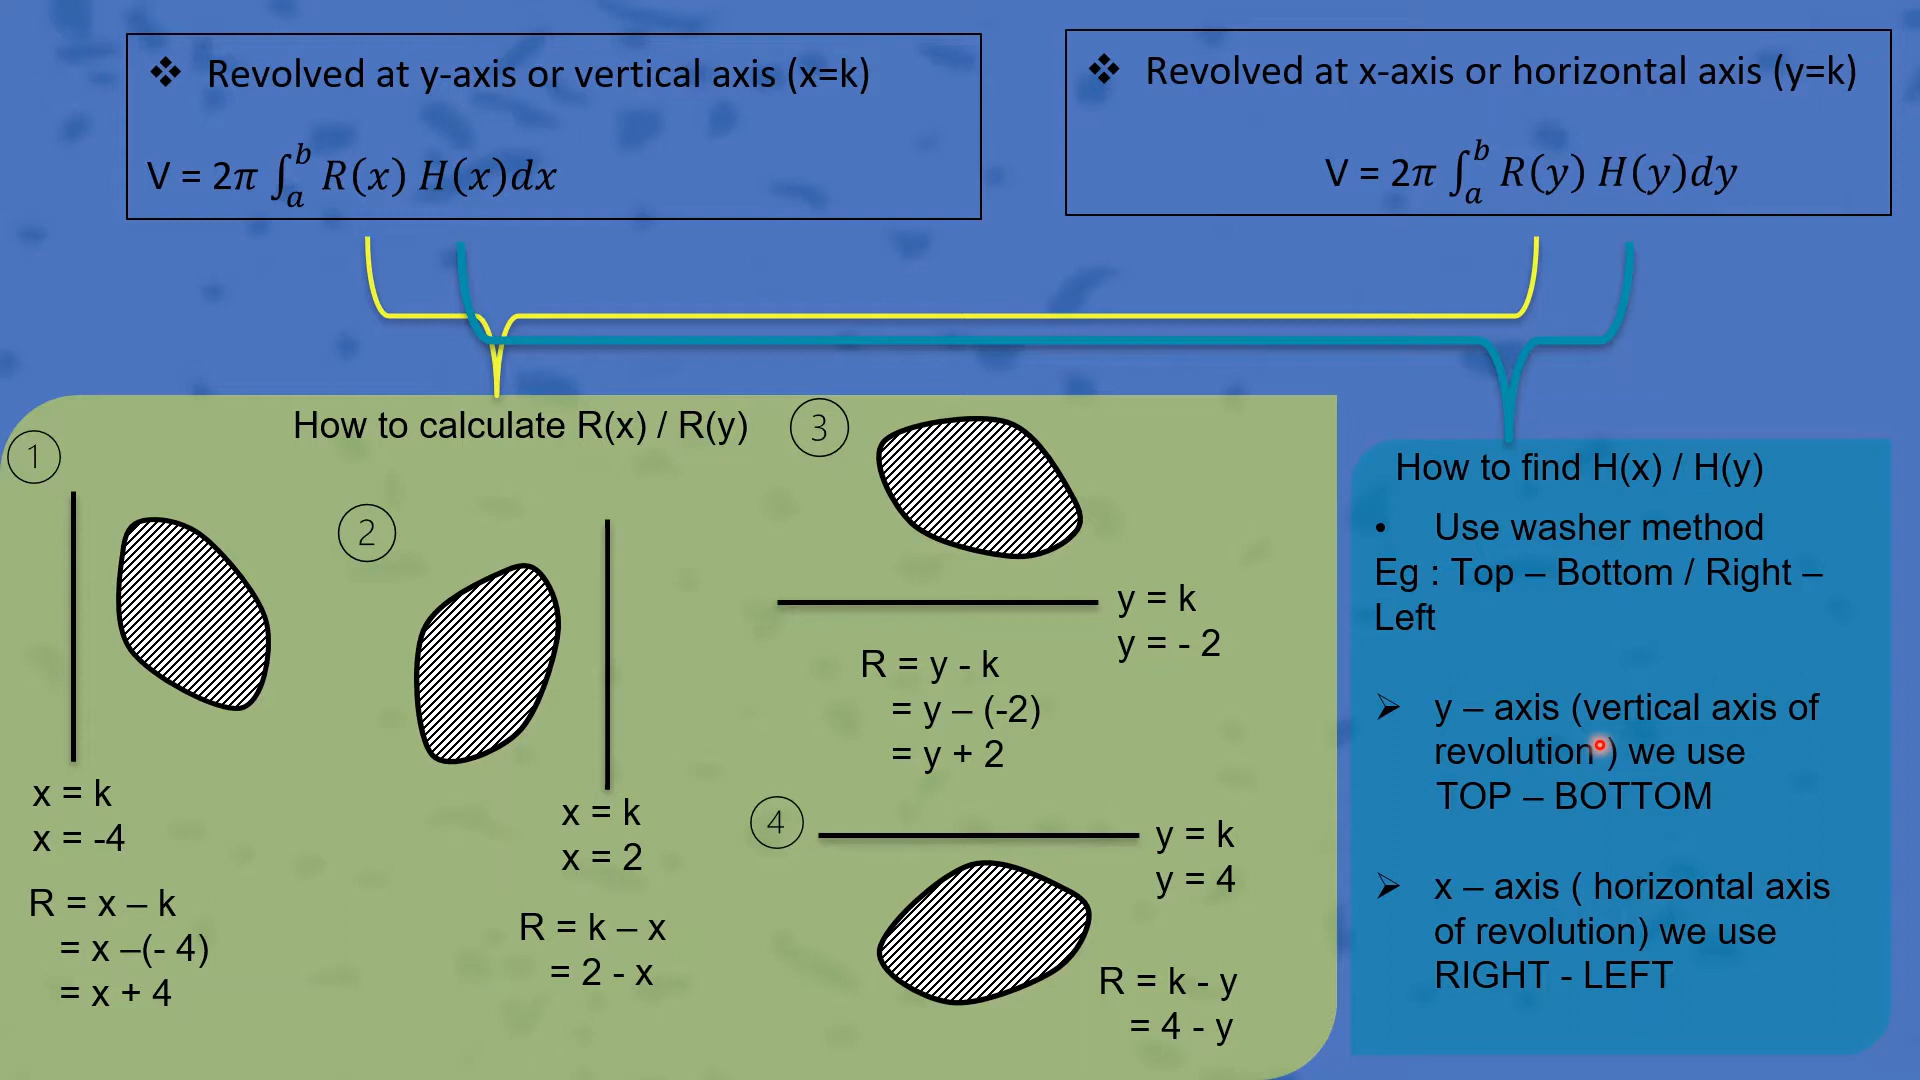 ❖ Revolved at y-axis or vertical axis (x=k)
V = 2π ∫_a^b R(x) H(x)dx
❖ Revolved at x-axis or horizontal axis (y=k)
V = 2π ∫_a^b R(y) H(y)dy
How to calculate R(x) / R(y)
1
x = k
x = -4
R = x – k
= x –(- 4)
= x + 4
2
x = k
x = 2
R = k – x
= 2 - x
3
y = k
y = - 2
R = y - k
= y – (-2)
= y + 2
4
y = k
y = 4
R = k - y
= 4 - y
How to find H(x) / H(y)
• Use washer method
Eg : Top – Bottom / Right –
Left
➢ y – axis (vertical axis of
revolution ) we use
TOP – BOTTOM
➢ x – axis ( horizontal axis
of revolution) we use
RIGHT - LEFT